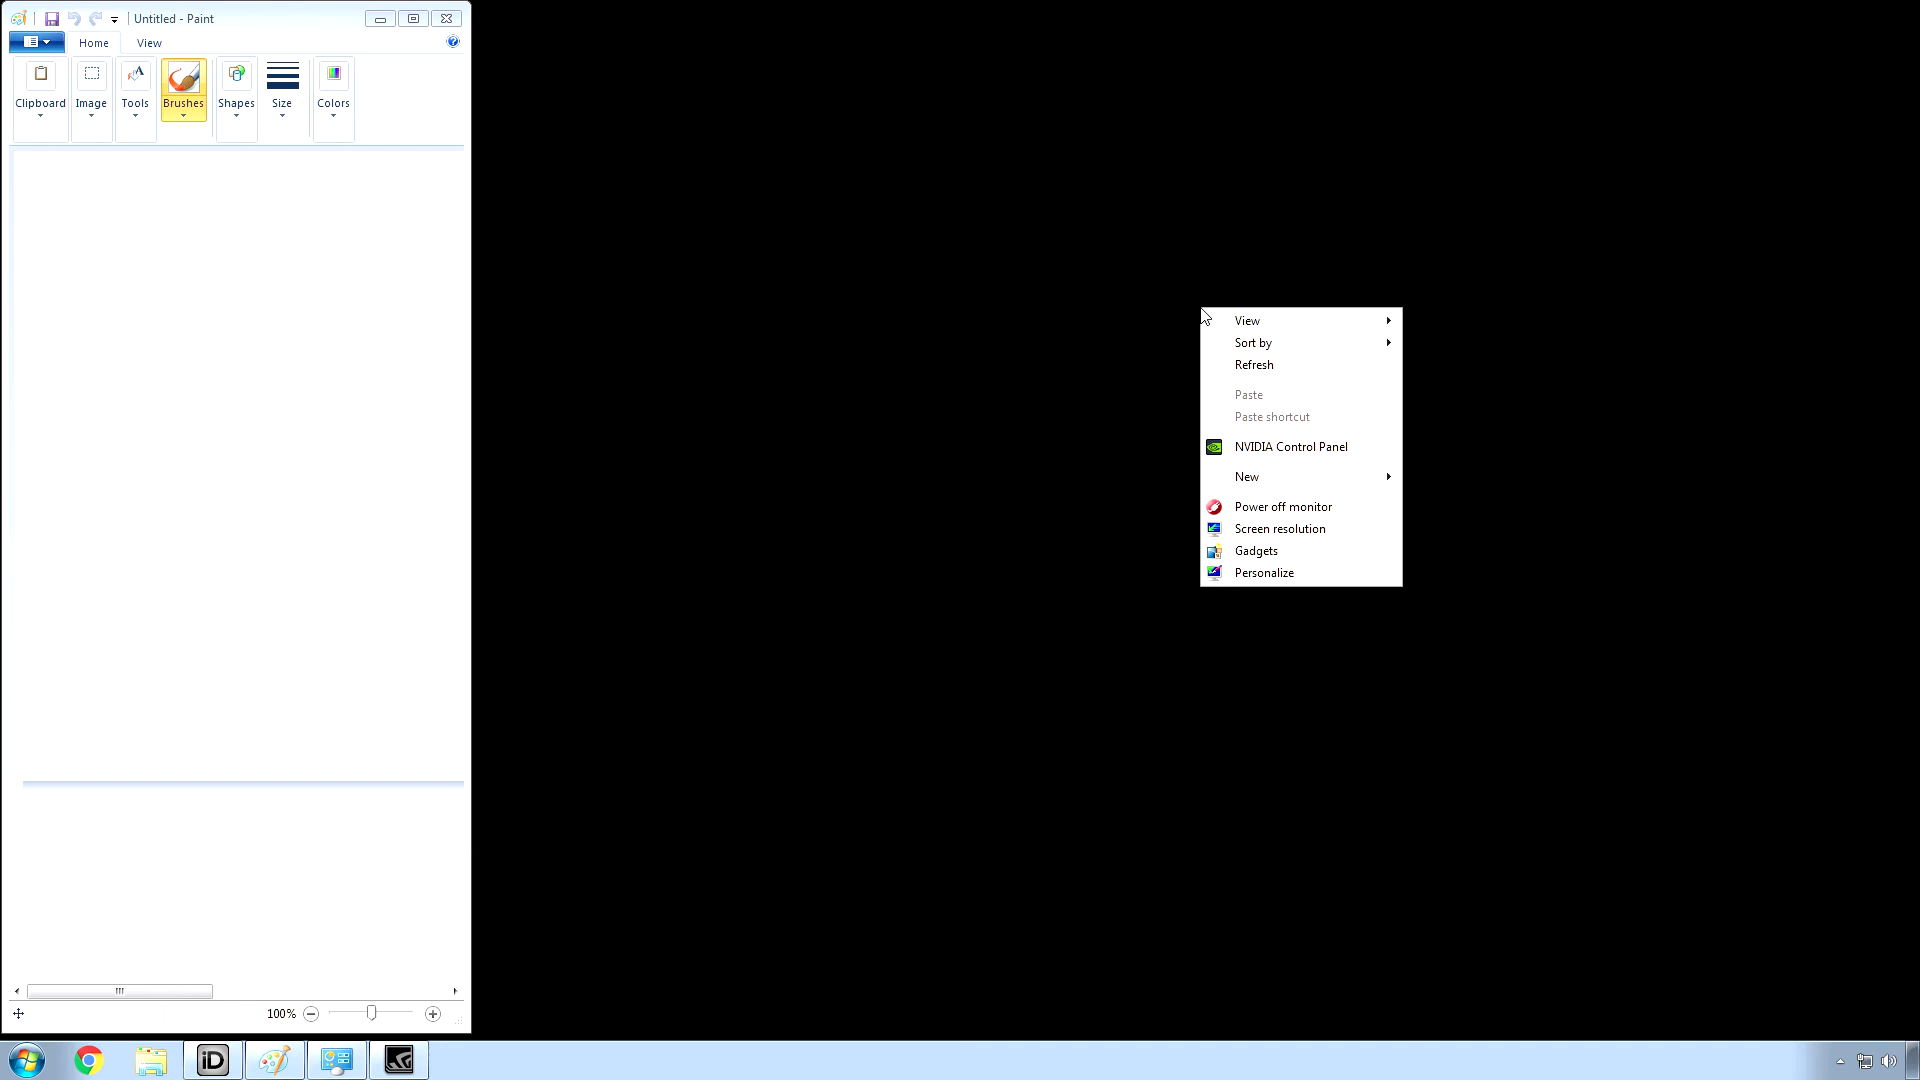 Untitled - Paint
Home
View
Clipboard
Image
Tools
Brushes
Shapes
Size
Colors
View
Sort by
Refresh
Paste
Paste shortcut
NVIDIA Control Panel
New
Power off monitor
Screen resolution
Gadgets
Personalize
100%
iD